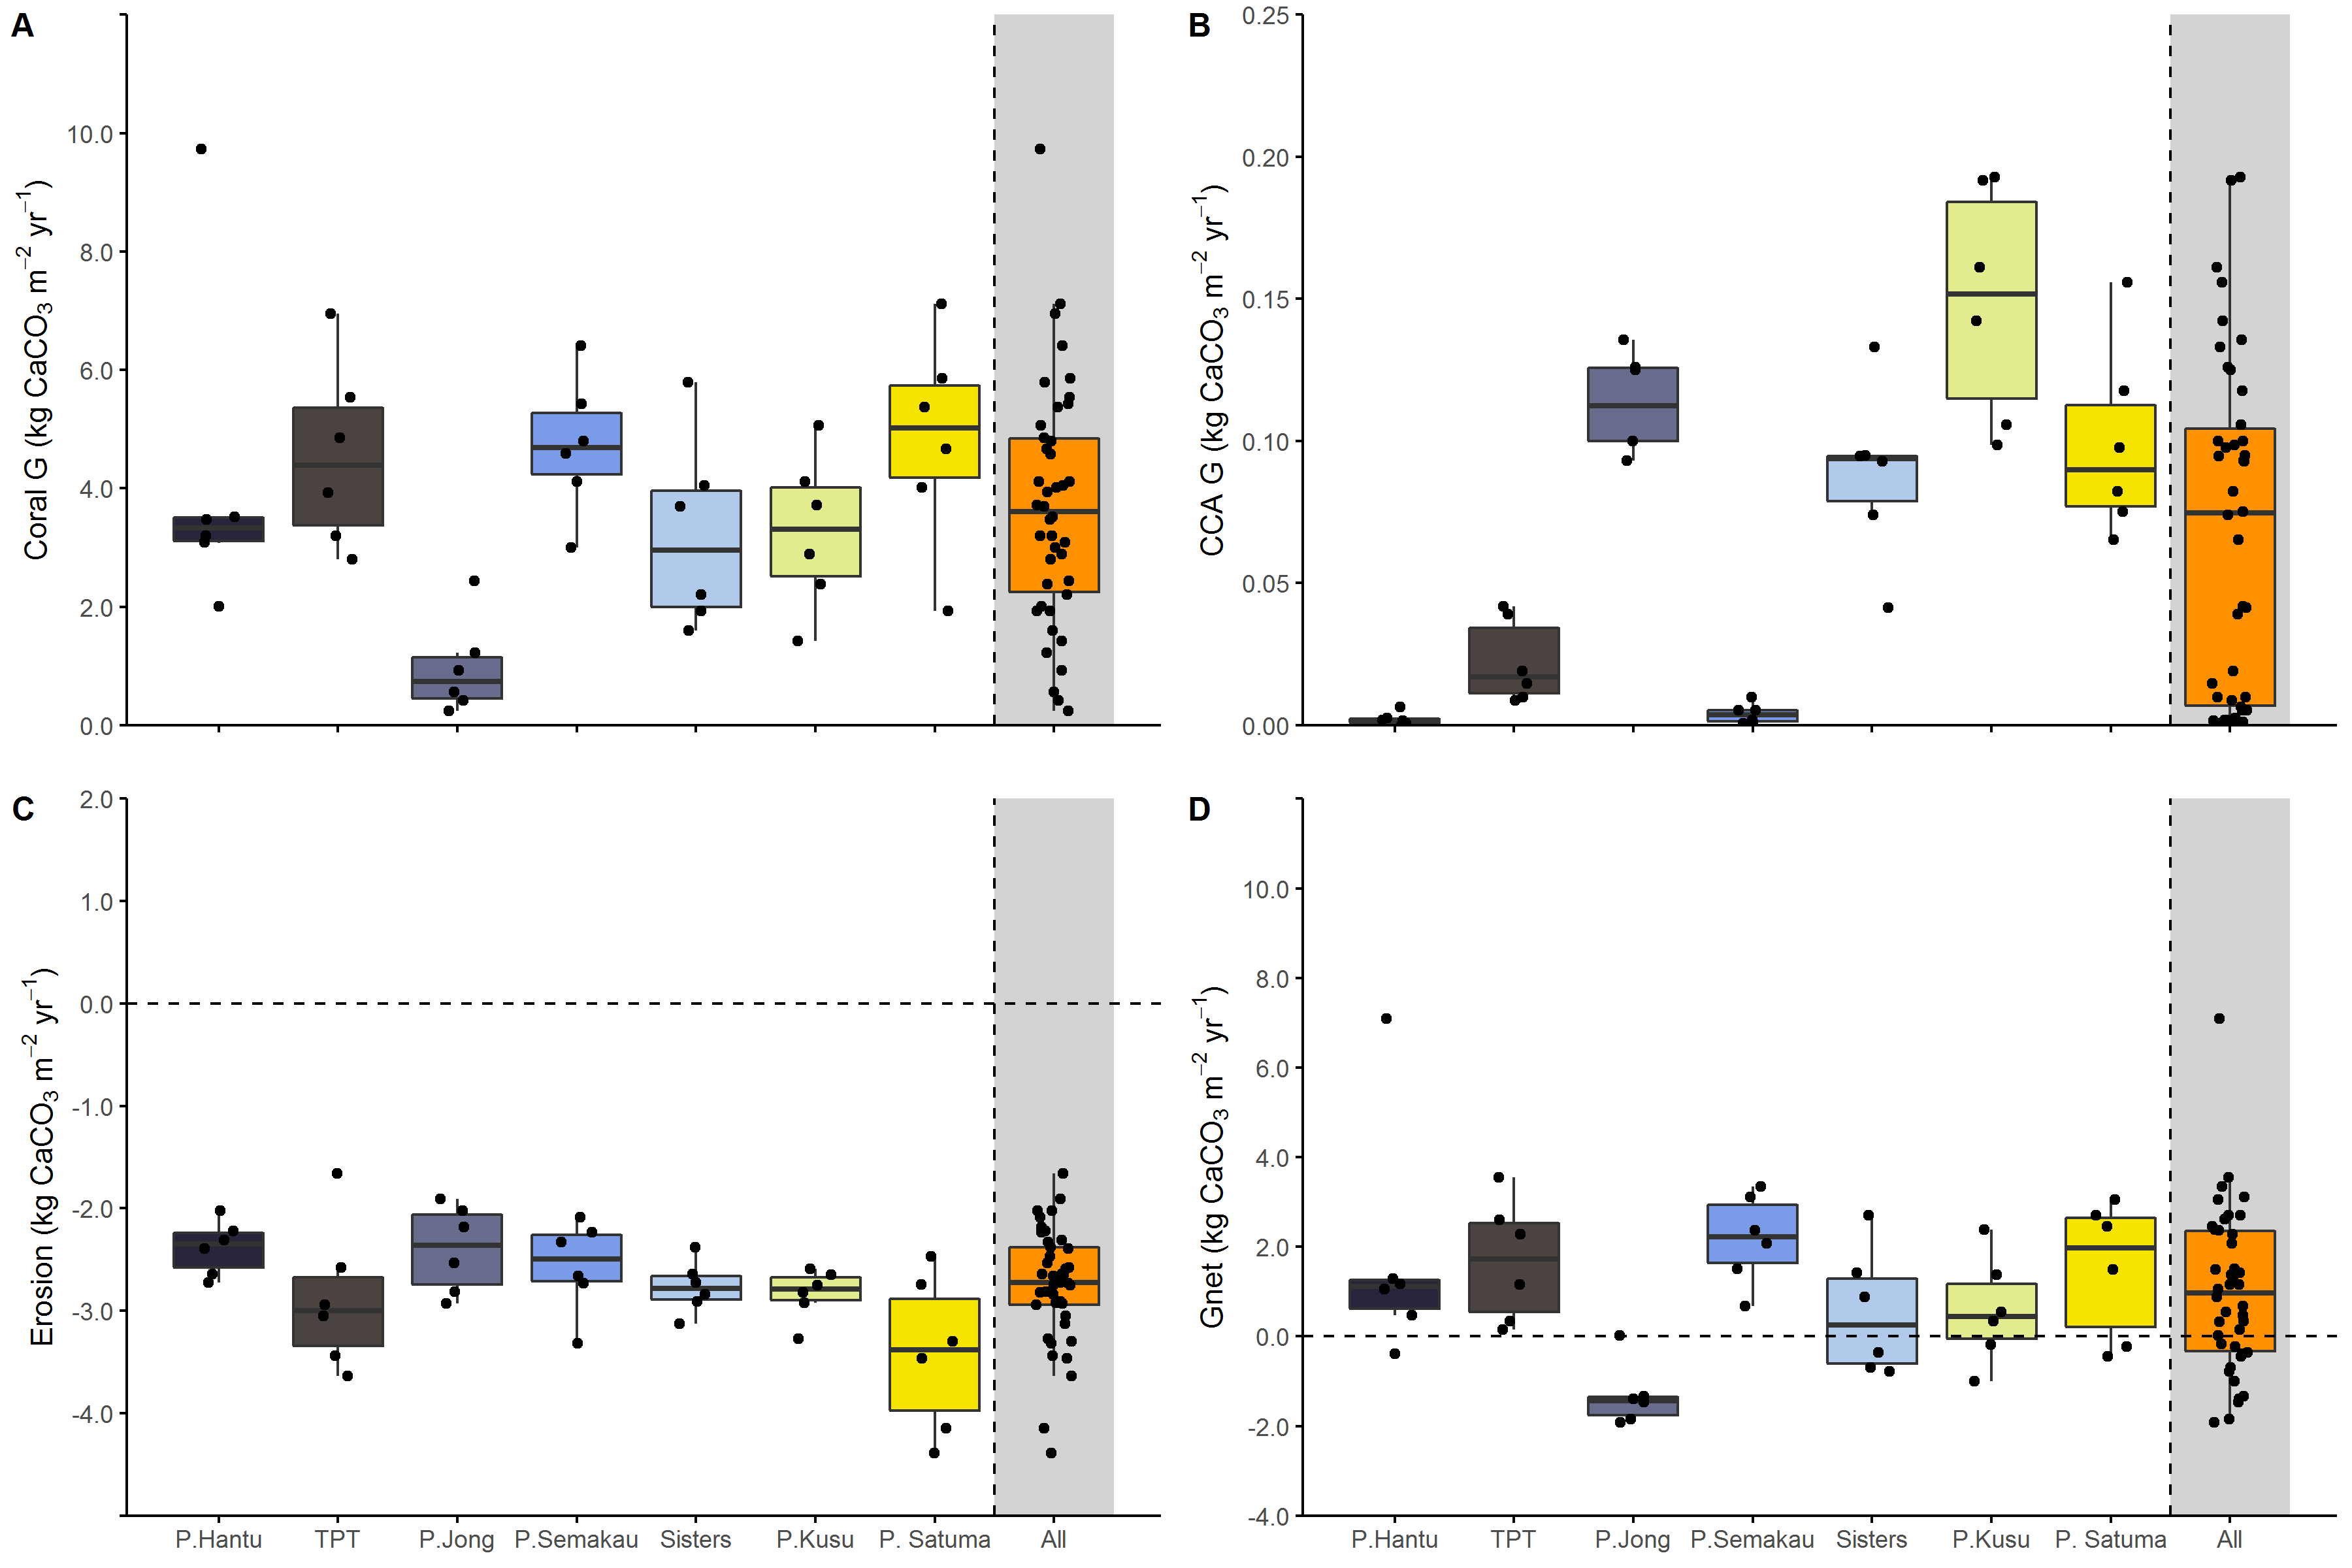 A
Coral G (kg CaCO₃ m⁻² yr⁻¹)
10.0
8.0
6.0
4.0
2.0
0.0
B
CCA G (kg CaCO₃ m⁻² yr⁻¹)
0.25
0.20
0.15
0.10
0.05
0.00
C
Erosion (kg CaCO₃ m⁻² yr⁻¹)
2.0
1.0
0.0
-1.0
-2.0
-3.0
-4.0
P.Hantu TPT P.Jong P.Semakau Sisters P.Kusu P. Satuma All
D
Gnet (kg CaCO₃ m⁻² yr⁻¹)
10.0
8.0
6.0
4.0
2.0
0.0
-2.0
-4.0
P.Hantu TPT P.Jong P.Semakau Sisters P.Kusu P. Satuma All